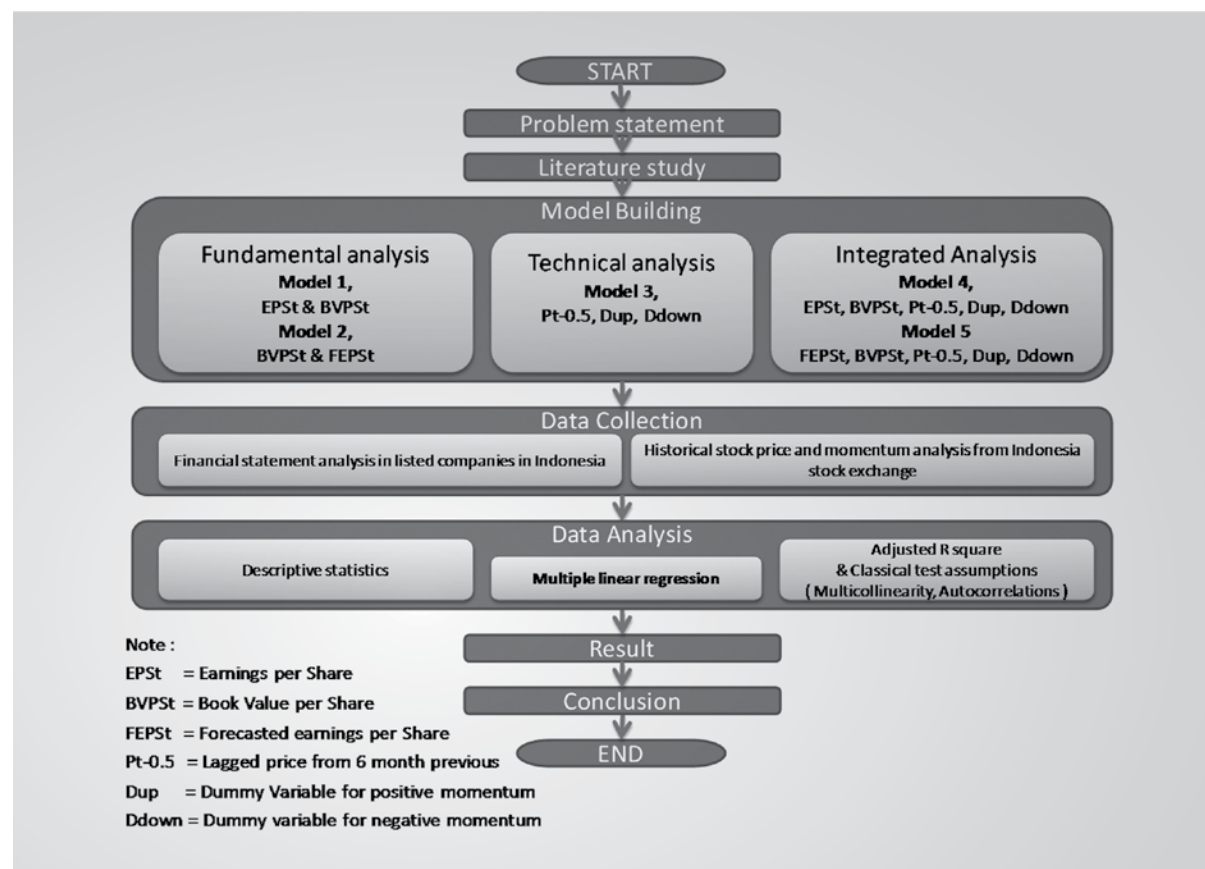 START
Problem statement
Literature study
Model Building
Fundamental analysis
Model 1,
EPSt & BVPSt
Model 2,
BVPSt & FEPSt
Technical analysis
Model 3,
Pt-0.5, Dup, Ddown
Integrated Analysis
Model 4,
EPSt, BVPSt, Pt-0.5, Dup, Ddown
Model 5
FEPSt, BVPSt, Pt-0.5, Dup, Ddown
Data Collection
Financial statement analysis in listed companies in Indonesia
Historical stock price and momentum analysis from Indonesia
stock exchange
Data Analysis
Descriptive statistics
Multiple linear regression
Adjusted R square
& Classical test assumptions
( Multicollinearity, Autocorrelations )
Result
Conclusion
END
Note :
EPSt = Earnings per Share
BVPSt = Book Value per Share
FEPSt = Forecasted earnings per Share
Pt-0.5 = Lagged price from 6 month previous
Dup = Dummy Variable for positive momentum
Ddown = Dummy variable for negative momentum